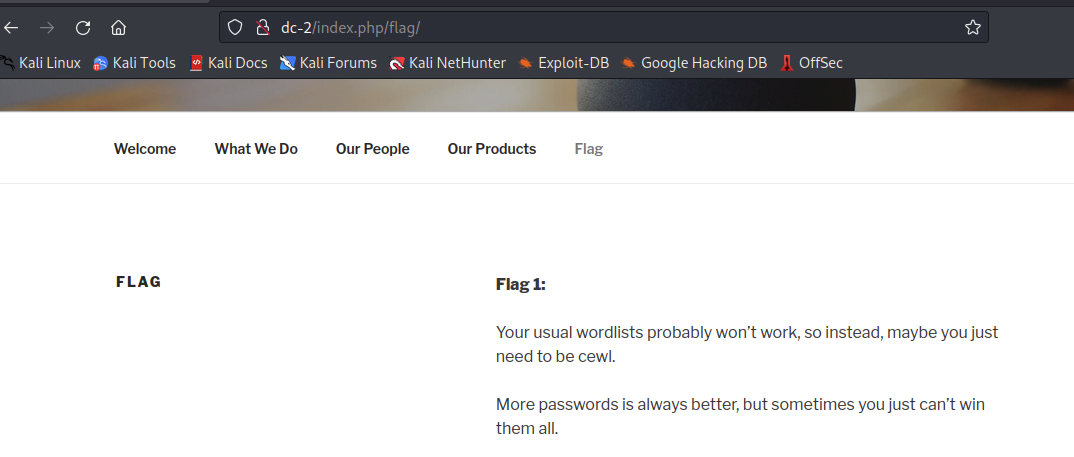 dc-2/index.php/flag/
Kali Linux Kali Tools Kali Docs Kali Forums Kali NetHunter Exploit-DB Google Hacking DB OffSec
Welcome What We Do Our People Our Products Flag
FLAG
Flag 1:
Your usual wordlists probably won’t work, so instead, maybe you just
need to be cewl.
More passwords is always better, but sometimes you just can’t win
them all.